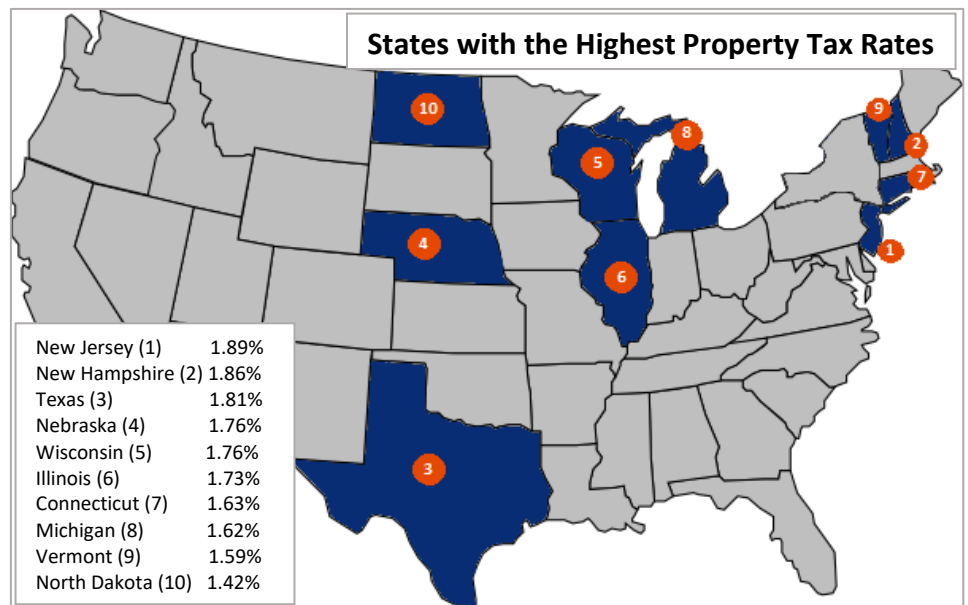 States with the Highest Property Tax Rates
10
9
8
2
5
7
4
1
6
3
New Jersey (1) 1.89%
New Hampshire (2) 1.86%
Texas (3) 1.81%
Nebraska (4) 1.76%
Wisconsin (5) 1.76%
Illinois (6) 1.73%
Connecticut (7) 1.63%
Michigan (8) 1.62%
Vermont (9) 1.59%
North Dakota (10) 1.42%